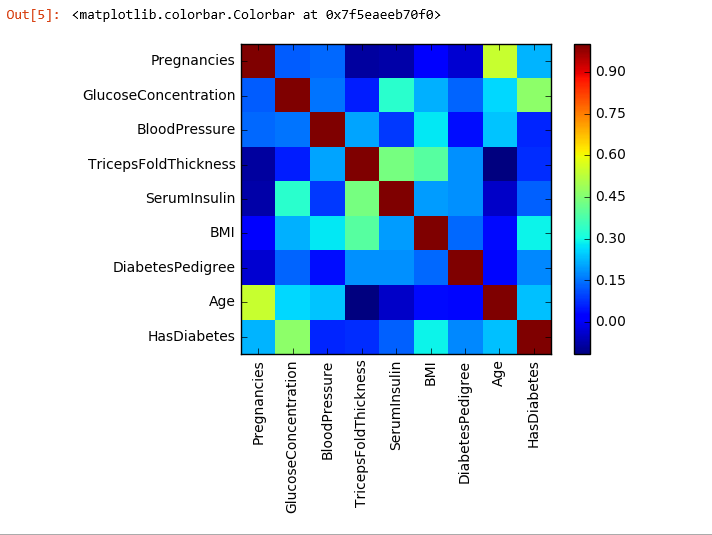 Out[5]: <matplotlib.colorbar.Colorbar at 0x7f5eaeeb70f0>
Pregnancies
GlucoseConcentration
BloodPressure
TricepsFoldThickness
SerumInsulin
BMI
DiabetesPedigree
Age
HasDiabetes
Pregnancies
GlucoseConcentration
BloodPressure
TricepsFoldThickness
SerumInsulin
BMI
DiabetesPedigree
Age
HasDiabetes
0.90
0.75
0.60
0.45
0.30
0.15
0.00